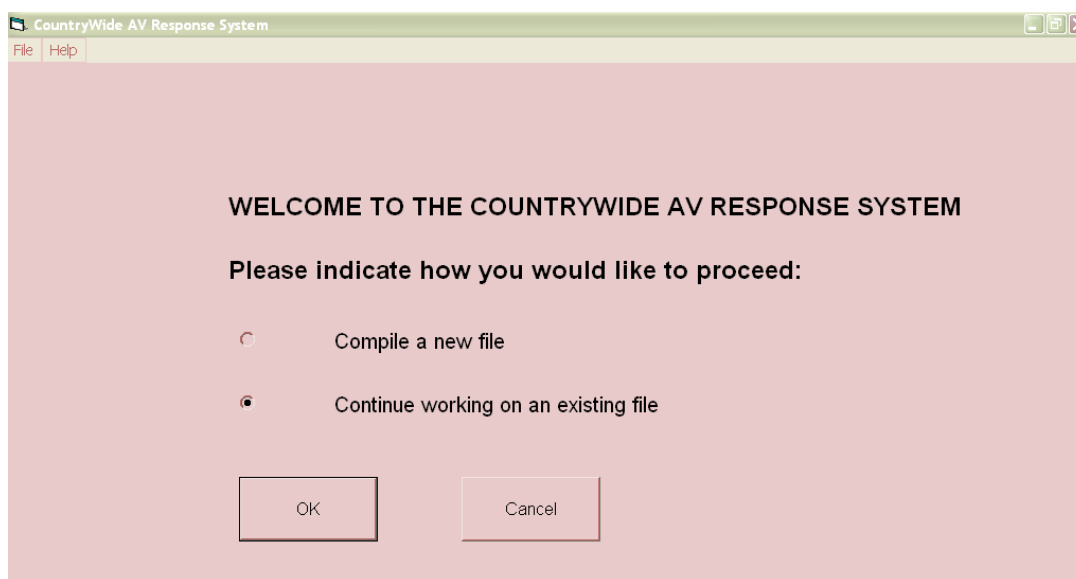 CountryWide AV Response System
File Help
WELCOME TO THE COUNTRYWIDE AV RESPONSE SYSTEM
Please indicate how you would like to proceed:
Compile a new file
Continue working on an existing file
OK Cancel